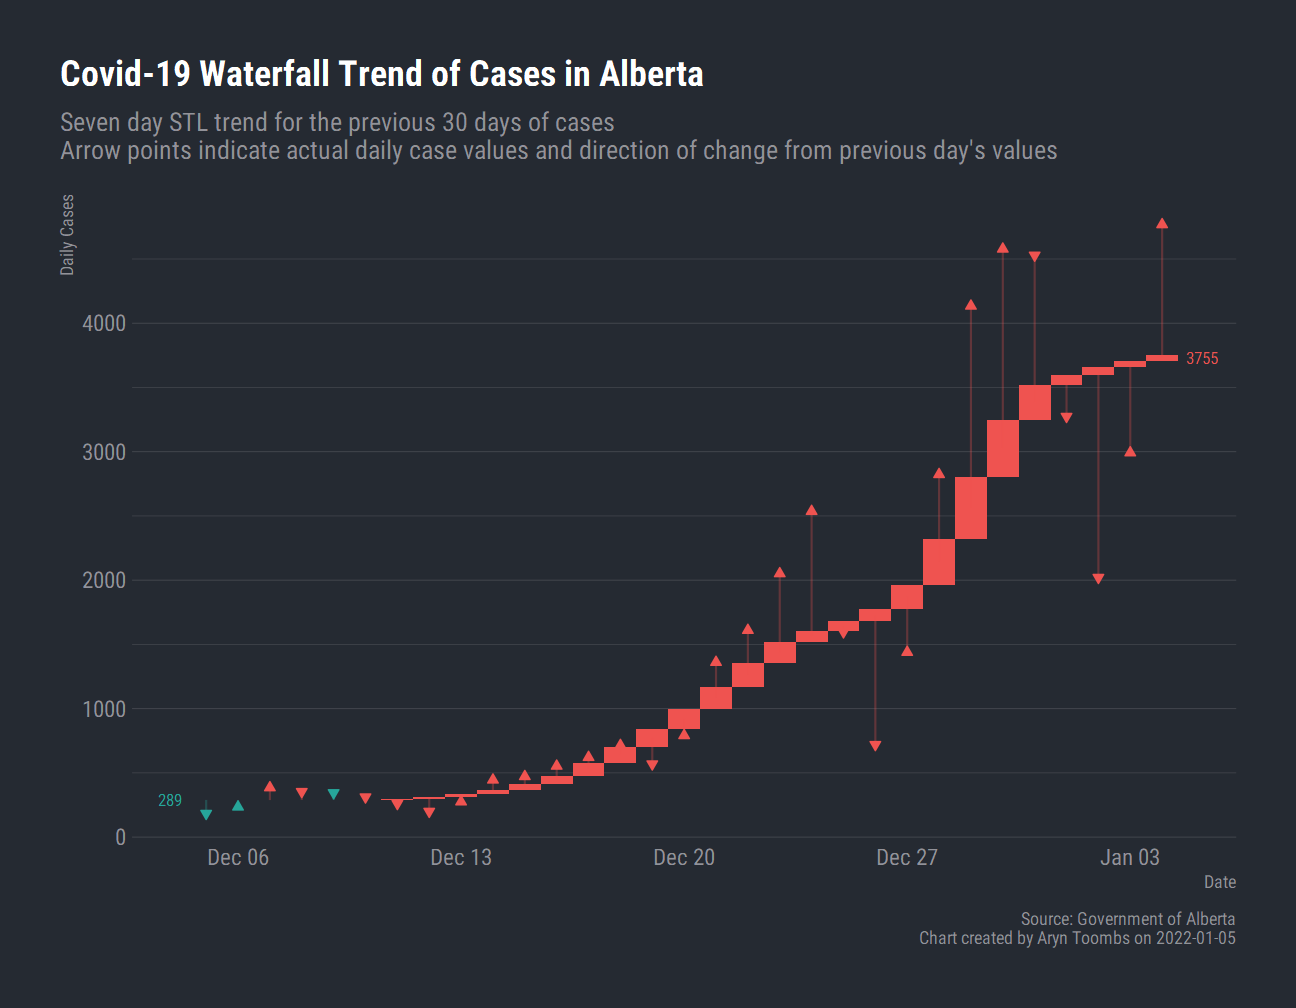 Covid-19 Waterfall Trend of Cases in Alberta
Seven day STL trend for the previous 30 days of cases
Arrow points indicate actual daily case values and direction of change from previous day's values
Daily Cases
4000
3000
2000
1000
0
3755
289
Dec 06
Dec 13
Dec 20
Dec 27
Jan 03
Date
Source: Government of Alberta
Chart created by Aryn Toombs on 2022-01-05